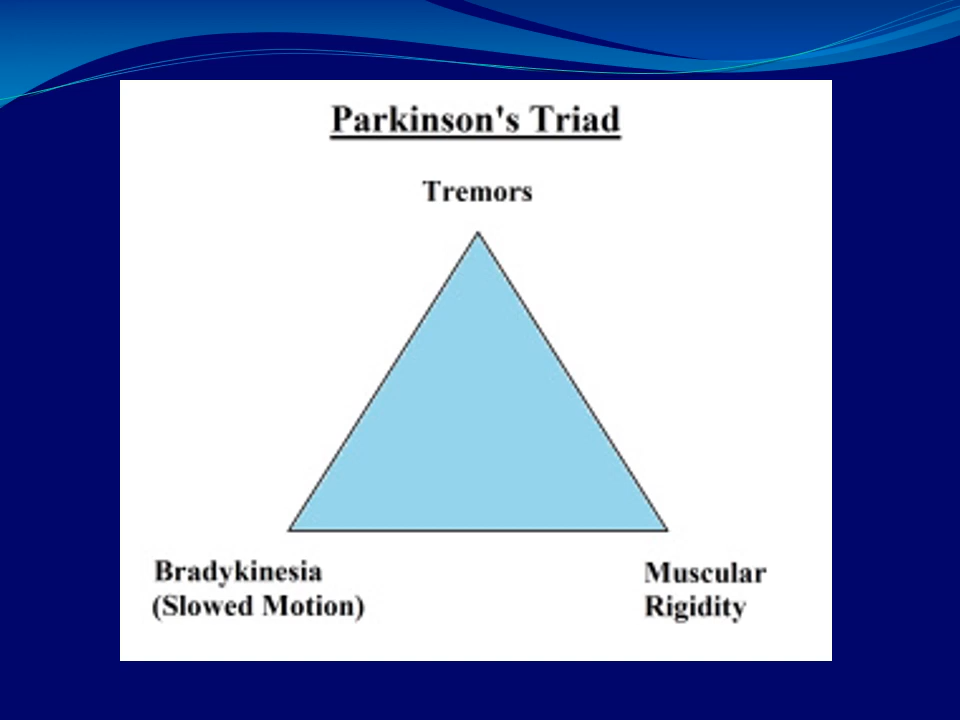 Parkinson's Triad
Tremors
Bradykinesia
(Slowed Motion)
Muscular
Rigidity